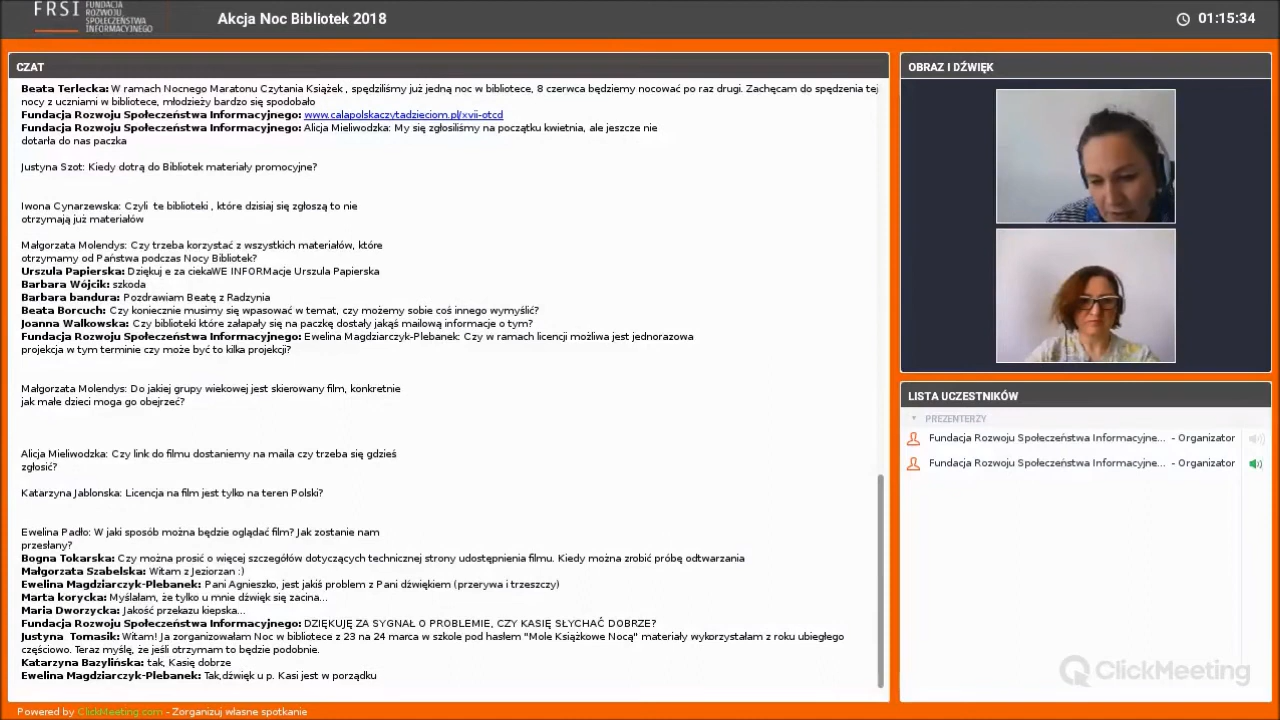 FRSI
FUNDACJA
ROZWOJU
SPOŁECZEŃSTWA
INFORMACYJNEGO
Akcja Noc Bibliotek 2018
01:15:34
CZAT
Beata Terlecka: W ramach Nocnego Maratonu Czytania Książek , spędziliśmy już jedną noc w bibliotece, 8 czerwca będziemy nocować po raz drugi. Zachęcam do spędzenia tej
nocy z uczniami w bibliotece, młodzieży bardzo się spodobało
Fundacja Rozwoju Społeczeństwa Informacyjnego: www.calapolskaczytadzieciom.pl/xvii-otcd
Fundacja Rozwoju Społeczeństwa Informacyjnego: Alicja Mieliwodzka: My się zgłosiliśmy na początku kwietnia, ale jeszcze nie
dotarła do nas paczka
Justyna Szot: Kiedy dotrą do Bibliotek materiały promocyjne?
Iwona Cynarzewska: Czyli  te biblioteki , które dzisiaj się zgłoszą to nie
otrzymają już materiałów
Małgorzata Molendys: Czy trzeba korzystać z wszystkich materiałów, które
otrzymamy od Państwa podczas Nocy Bibliotek?
Urszula Papierska: Dziękuj e za ciekaWE INFORMacje Urszula Papierska
Barbara Wójcik: szkoda
Barbara bandura: Pozdrawiam Beatę z Radzynia
Beata Borcuch: Czy koniecznie musimy się wpasować w temat, czy możemy sobie coś innego wymyślić?
Joanna Walkowska: Czy biblioteki które załapały się na paczkę dostały jakąś mailową informacje o tym?
Fundacja Rozwoju Społeczeństwa Informacyjnego: Ewelina Magdziarczyk-Plebanek: Czy w ramach licencji możliwa jest jednorazowa
projekcja w tym terminie czy może być to kilka projekcji?
Małgorzata Molendys: Do jakiej grupy wiekowej jest skierowany film, konkretnie
jak małe dzieci moga go obejrzeć?
Alicja Mieliwodzka: Czy link do filmu dostaniemy na maila czy trzeba się gdzieś
zgłosić?
Katarzyna Jablonska: Licencja na film jest tylko na teren Polski?
Ewelina Padło: W jaki sposób można będzie oglądać film? Jak zostanie nam
przesłany?
Bogna Tokarska: Czy można prosić o więcej szczegółów dotyczących technicznej strony udostępnienia filmu. Kiedy można zrobić próbę odtwarzania
Małgorzata Szabelska: Witam z Jeziorzan :)
Ewelina Magdziarczyk-Plebanek: Pani Agnieszko, jest jakiś problem z Pani dźwiękiem (przerywa i trzeszczy)
Marta korycka: Myślałam, że tylko u mnie dźwięk się zacina...
Maria Dworzycka: Jakość przekazu kiepska...
Fundacja Rozwoju Społeczeństwa Informacyjnego: DZIĘKUJĘ ZA SYGNAŁ O PROBLEMIE, CZY KASIĘ SŁYCHAĆ DOBRZE?
Justyna  Tomasik: Witam! Ja zorganizowałam Noc w bibliotece z 23 na 24 marca w szkole pod hasłem "Mole Książkowe Nocą" materiały wykorzystałam z roku ubiegłego
częściowo. Teraz myślę, że jeśli otrzymam to będzie podobnie.
Katarzyna Bazylińska: tak, Kasię dobrze
Ewelina Magdziarczyk-Plebanek: Tak,dźwięk u p. Kasi jest w porządku
OBRAZ I DŹWIĘK
LISTA UCZESTNIKÓW
PREZENTERZY
Fundacja Rozwoju Społeczeństwa Informacyjne... - Organizator
Fundacja Rozwoju Społeczeństwa Informacyjne... - Organizator
ClickMeeting
Powered by ClickMeeting.com - Zorganizuj własne spotkanie